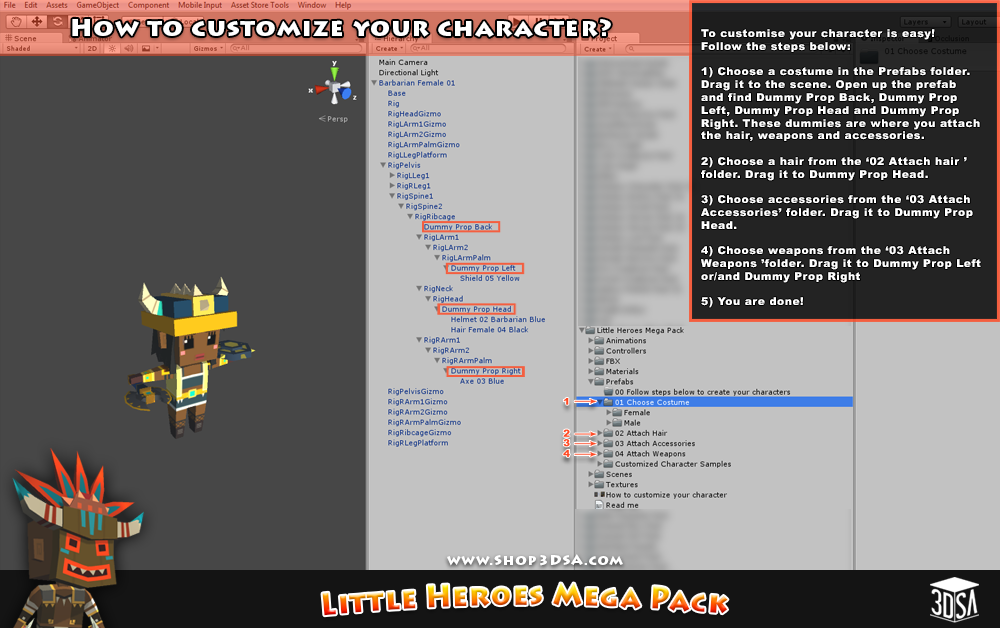 File Edit Assets GameObject Component Mobile Input Asset Store Tools Window Help
How to customize your character?
Layers Layout
Scene
Shaded 2D Gizmos All
Create All
Project
Create
Persp
y
x
z
Main Camera
Directional Light
Barbarian Female 01
Base
Rig
RigHeadGizmo
RigLArm1Gizmo
RigLArm2Gizmo
RigLArmPalmGizmo
RigLLegPlatform
RigPelvis
RigLLeg1
RigRLeg1
RigSpine1
RigSpine2
RigRibcage
Dummy Prop Back
RigLArm1
RigLArm2
RigLArmPalm
Dummy Prop Left
Shield 05 Yellow
RigNeck
RigHead
Dummy Prop Head
Helmet 02 Barbarian Blue
Hair Female 04 Black
RigRArm1
RigRArm2
RigRArmPalm
Dummy Prop Right
Axe 03 Blue
RigPelvisGizmo
RigRArm1Gizmo
RigRArm2Gizmo
RigRArmPalmGizmo
RigRibcageGizmo
RigRLegPlatform
To customise your character is easy!
Follow the steps below:
1) Choose a costume in the Prefabs folder.
Drag it to the scene. Open up the prefab
and find Dummy Prop Back, Dummy Prop
Left, Dummy Prop Head and Dummy Prop
Right. These dummies are where you attach
the hair, weapons and accessories.
2) Choose a hair from the ‘02 Attach hair ’
folder. Drag it to Dummy Prop Head.
3) Choose accessories from the ‘03 Attach
Accessories’ folder. Drag it to Dummy Prop
Head.
4) Choose weapons from the ‘03 Attach
Weapons ’folder. Drag it to Dummy Prop Left
or/and Dummy Prop Right
5) You are done!
01 Choose Costume
Little Heroes Mega Pack
Animations
Controllers
FBX
Materials
Prefabs
00 Follow steps below to create your characters
1 01 Choose Costume
Female
Male
2 02 Attach Hair
3 03 Attach Accessories
4 04 Attach Weapons
Customized Character Samples
Scenes
Textures
How to customize your character
Read me
www.Shop3DSA.com
Little Heroes Mega Pack
3DSA